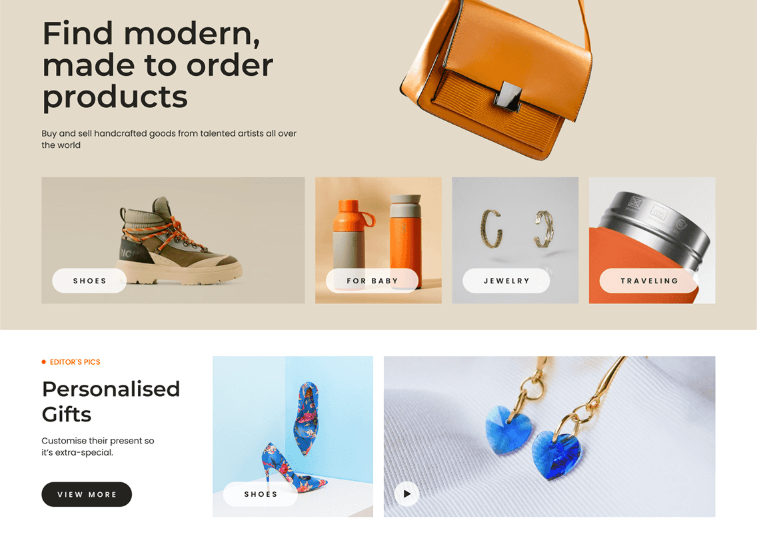 Find modern,
made to order
products
Buy and sell handcrafted goods from talented artists all over
the world
SHOES
FOR BABY
JEWELRY
TRAVELING
EDITOR'S PICS
Personalised
Gifts
Customise their present so
it's extra-special.
VIEW MORE
SHOES